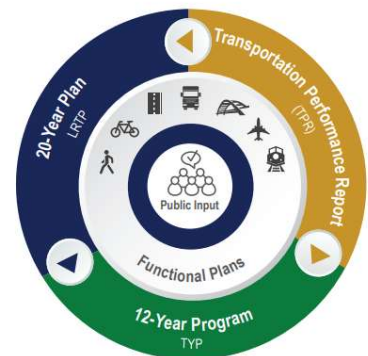 20-Year Plan
LRTP
Transportation Performance Report
(TPR)
Public Input
Functional Plans
12-Year Program
TYP